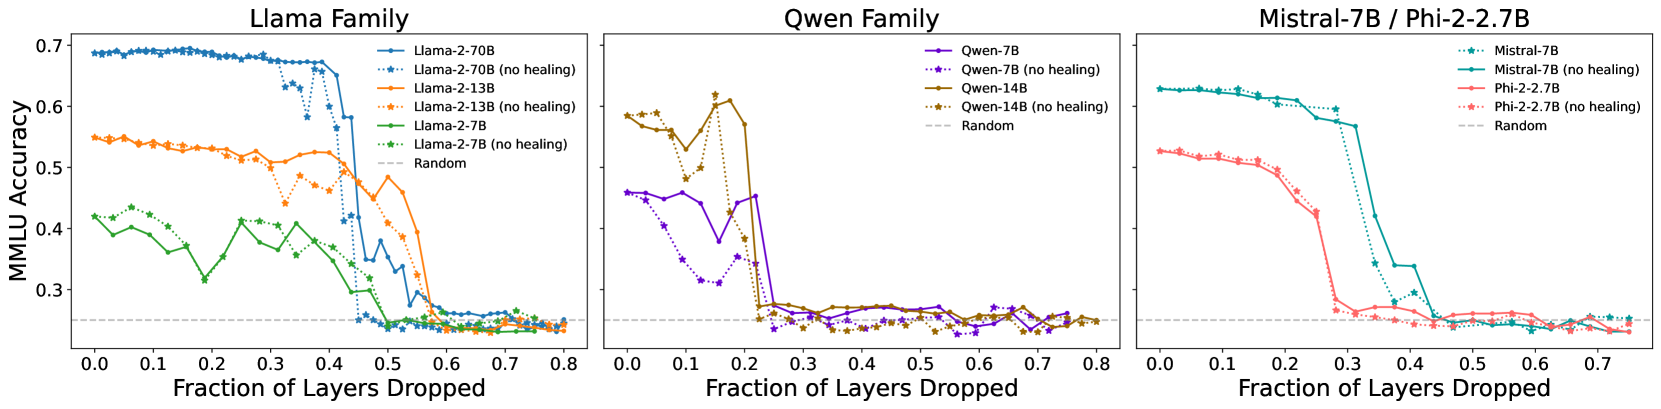 Llama Family
MMLU Accuracy
0.7
0.6
0.5
0.4
0.3
Llama-2-70B
Llama-2-70B (no healing)
Llama-2-13B
Llama-2-13B (no healing)
Llama-2-7B
Llama-2-7B (no healing)
Random
0.0 0.1 0.2 0.3 0.4 0.5 0.6 0.7 0.8
Fraction of Layers Dropped
Qwen Family
Qwen-7B
Qwen-7B (no healing)
Qwen-14B
Qwen-14B (no healing)
Random
0.0 0.1 0.2 0.3 0.4 0.5 0.6 0.7 0.8
Fraction of Layers Dropped
Mistral-7B / Phi-2-2.7B
Mistral-7B
Mistral-7B (no healing)
Phi-2-2.7B
Phi-2-2.7B (no healing)
Random
0.0 0.1 0.2 0.3 0.4 0.5 0.6 0.7
Fraction of Layers Dropped